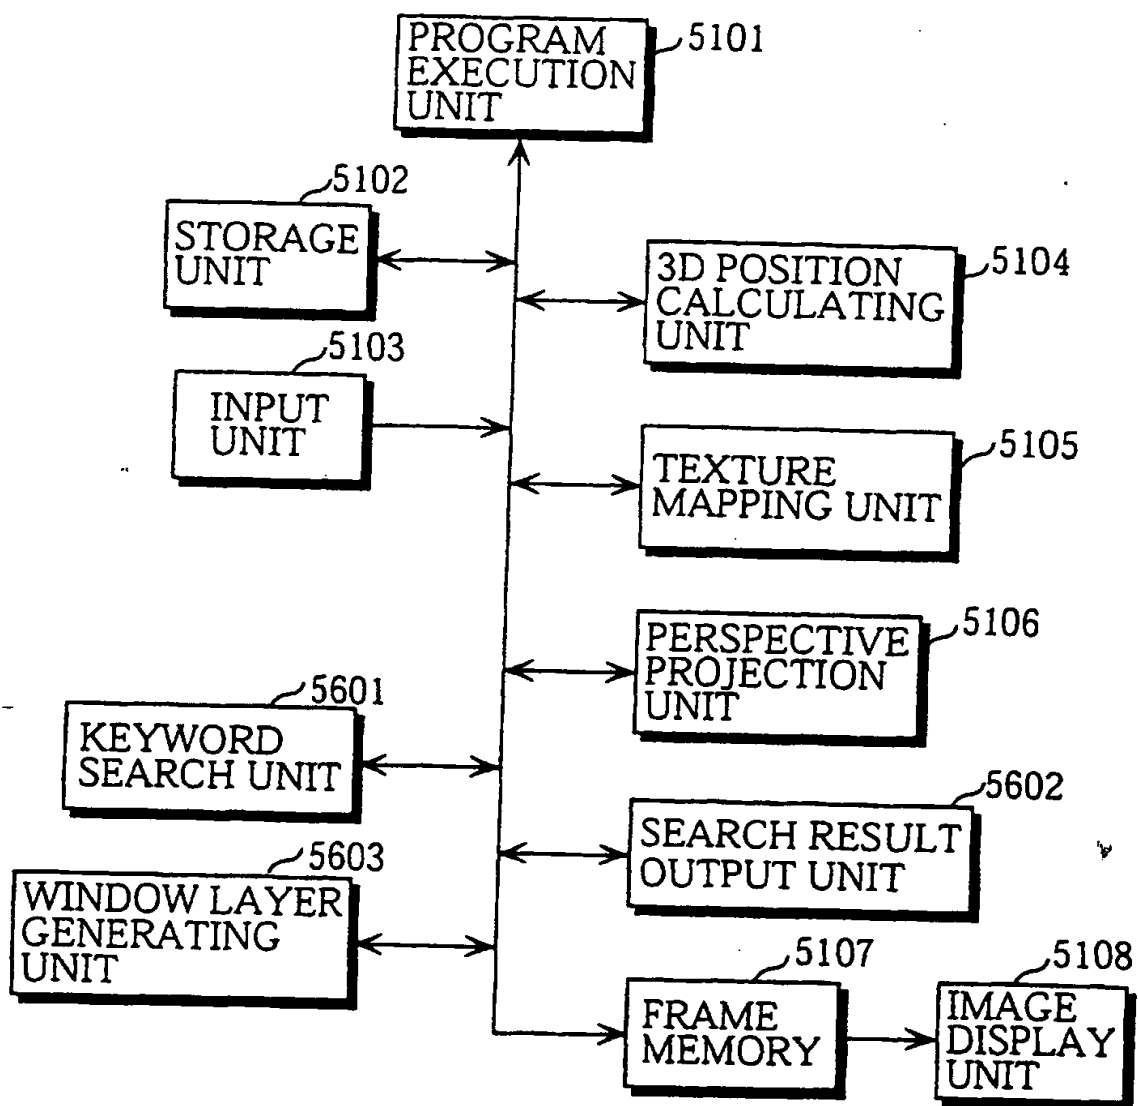 PROGRAM
EXECUTION
UNIT
5101
5102
STORAGE
UNIT
3D POSITION
CALCULATING
UNIT
5104
5103
INPUT
UNIT
TEXTURE
MAPPING UNIT
5105
PERSPECTIVE
PROJECTION
UNIT
5106
5601
KEYWORD
SEARCH UNIT
5602
SEARCH RESULT
OUTPUT UNIT
5603
WINDOW LAYER
GENERATING
UNIT
5107
FRAME
MEMORY
5108
IMAGE
DISPLAY
UNIT